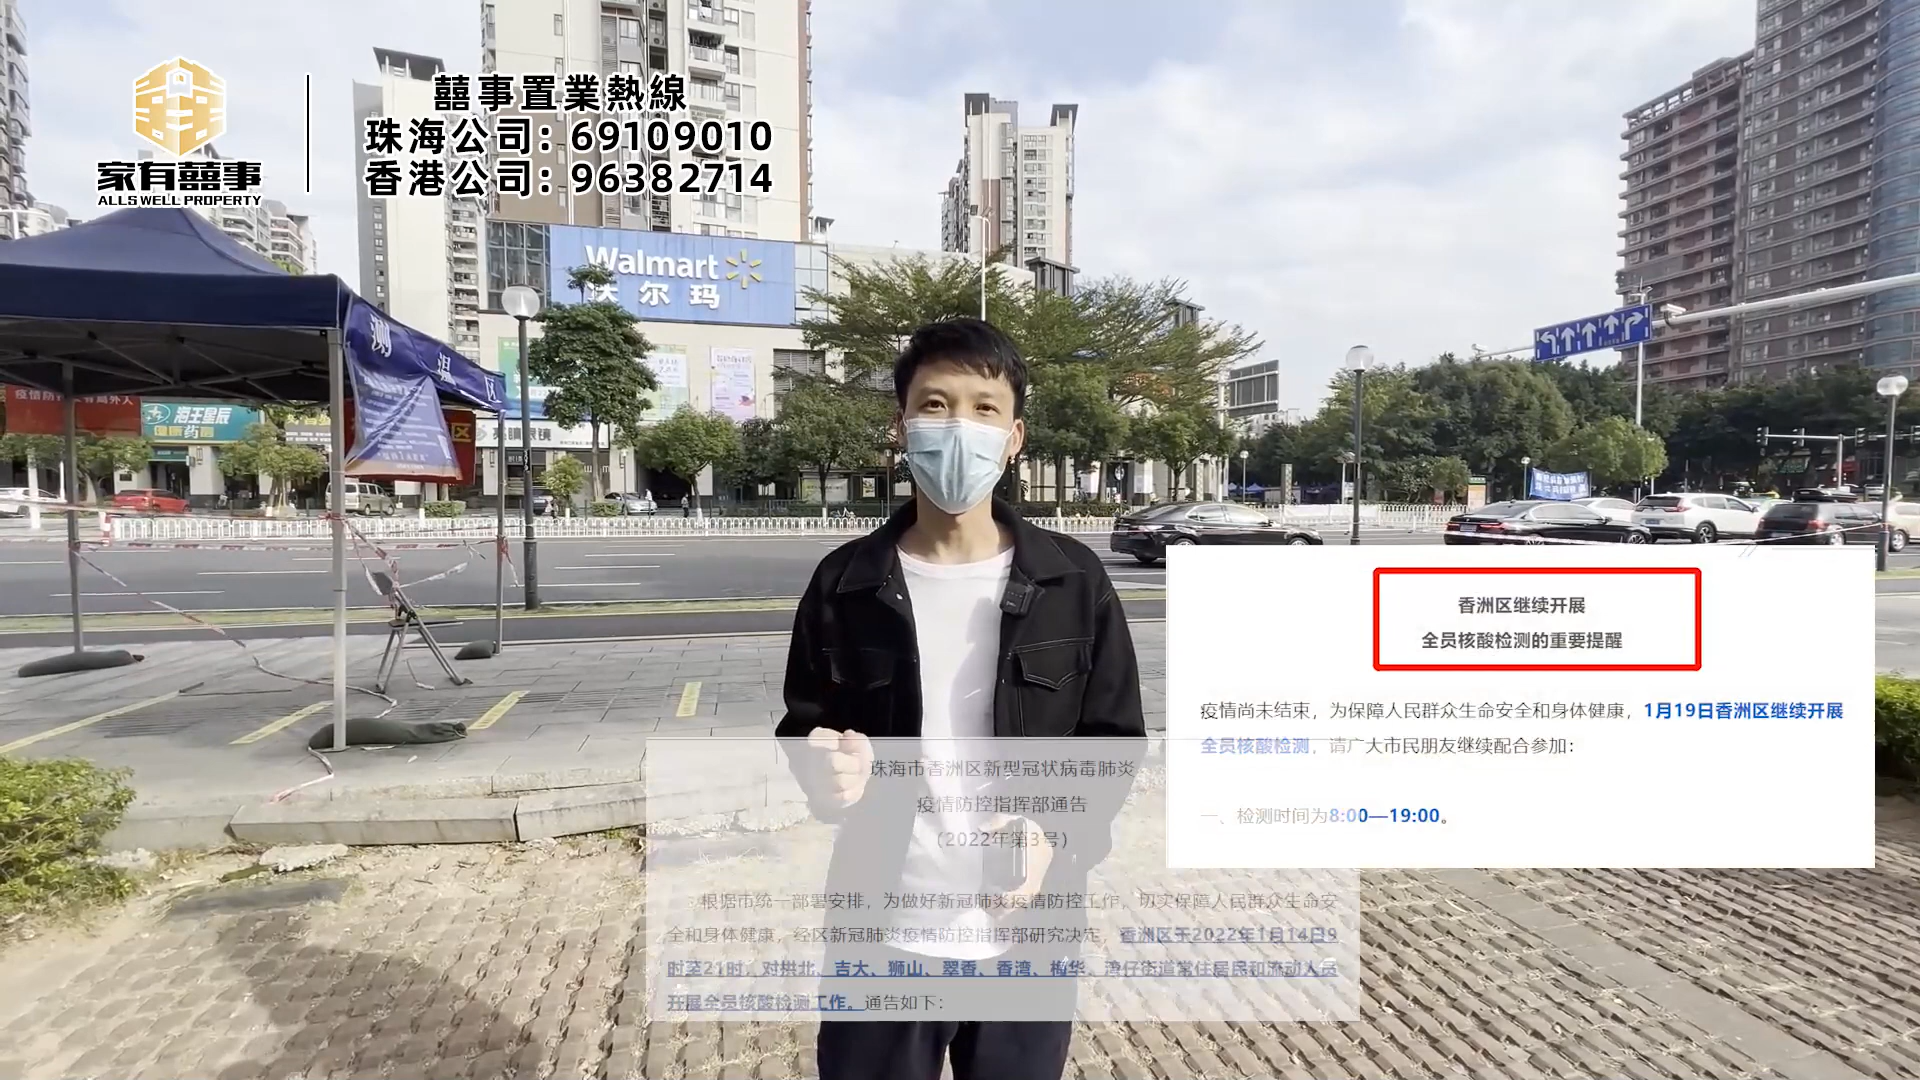 囍事置業熱線
珠海公司: 69109010
香港公司: 96382714
家有囍事
ALLSWELL PROPERTY
Walmart
沃尔玛
测温区
海王星辰
健康药房
香洲区继续开展
全员核酸检测的重要提醒
疫情尚未结束，为保障人民群众生命安全和身体健康，1月19日香洲区继续开展
全员核酸检测，请广大市民朋友继续配合参加：
一、检测时间为8:00—19:00。
珠海市香洲区新型冠状病毒肺炎
疫情防控指挥部通告
（2022年第3号）
根据市统一部署安排，为做好新冠肺炎疫情防控工作，切实保障人民群众生命安
全和身体健康，经区新冠肺炎疫情防控指挥部研究决定，香洲区于2022年1月14日9
时至21时，对拱北、吉大、狮山、翠香、香湾、梅华、湾仔街道常住居民和流动人员
开展全员核酸检测工作。通告如下：